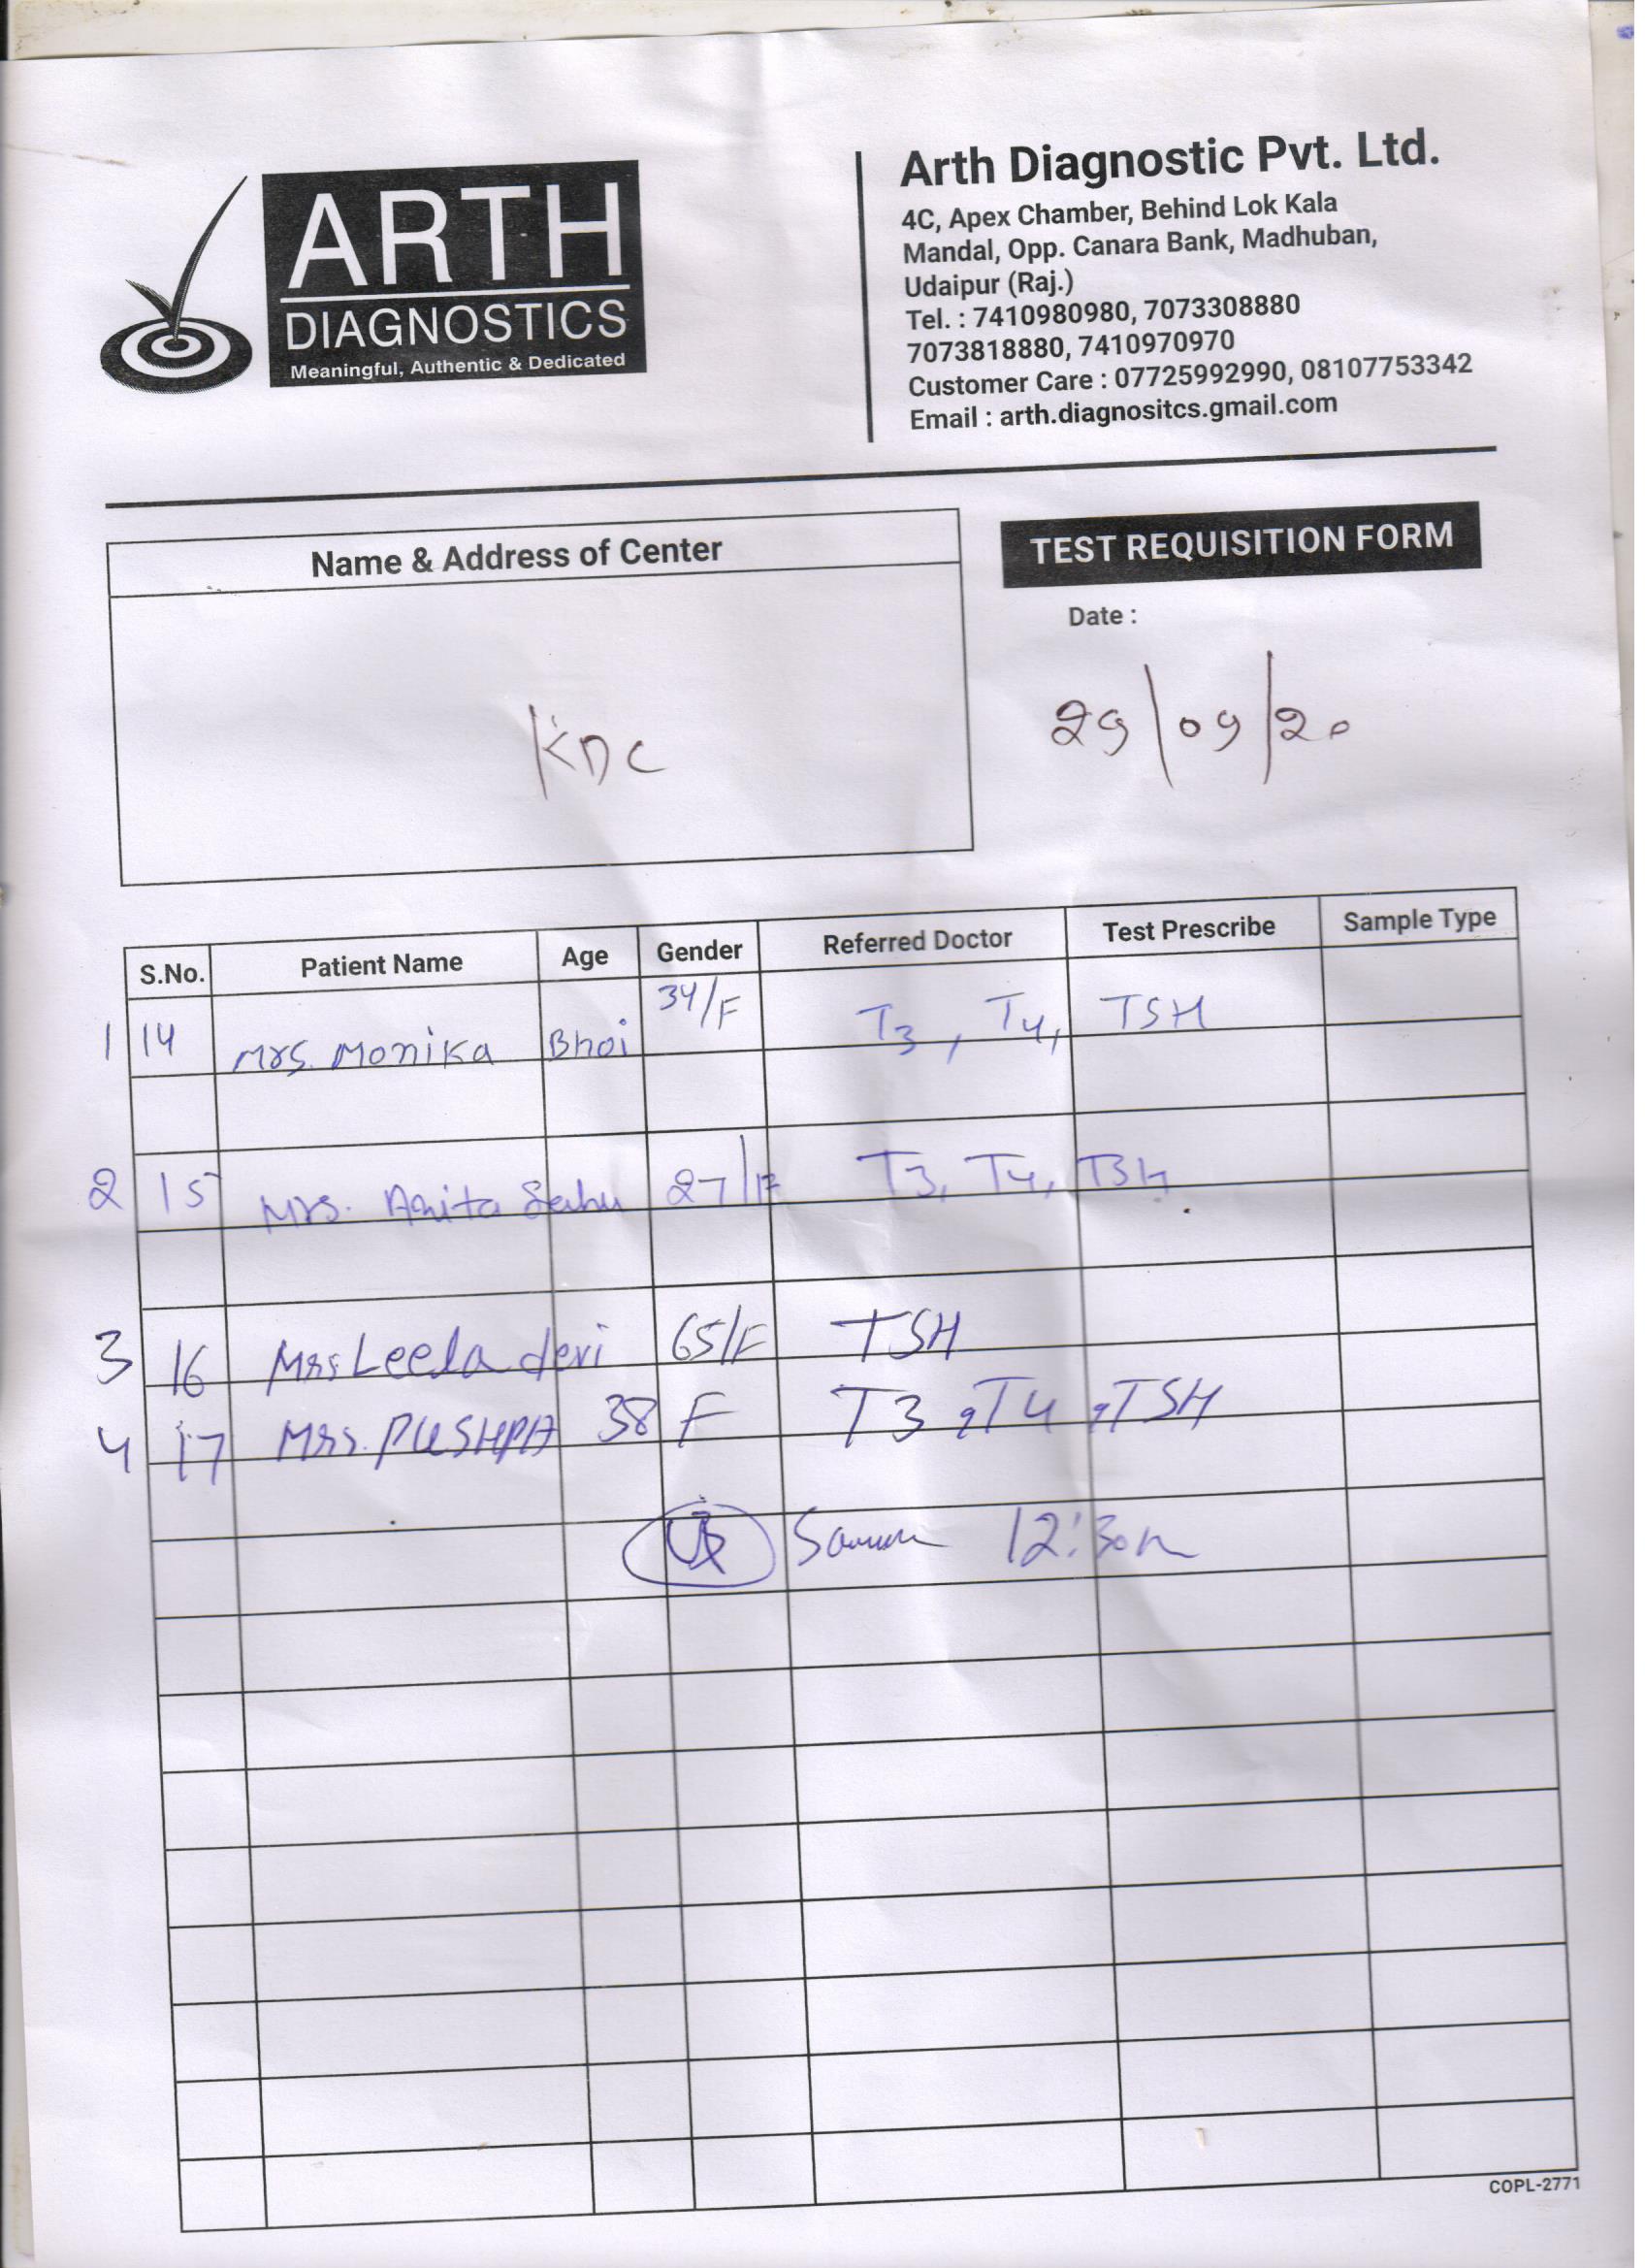 ARTH
DIAGNOSTICS
Meaningful, Authentic & Dedicated
Arth Diagnostic Pvt. Ltd.
4C, Apex Chamber, Behind Lok Kala
Mandal, Opp. Canara Bank, Madhuban,
Udaipur (Raj.)
Tel. : 7410980980, 7073308880
7073818880, 7410970970
Customer Care : 07725992990, 08107753342
Email : arth.diagnositcs.gmail.com
Name & Address of Center
KDC
TEST REQUISITION FORM
Date :
29/09/20
S.No. Patient Name Age Gender Referred Doctor Test Prescribe Sample Type
1 14 Mrs. Monika Bhoi 34/F T3, T4, TSH
2 15 Mrs. Anita Sahu 27/F T3, T4, TSH
3 16 Mrs Leela devi 65/F TSH
4 17 Mrs. PUSHPA 38 F T3, T4, TSH
12:30
COPL-2771